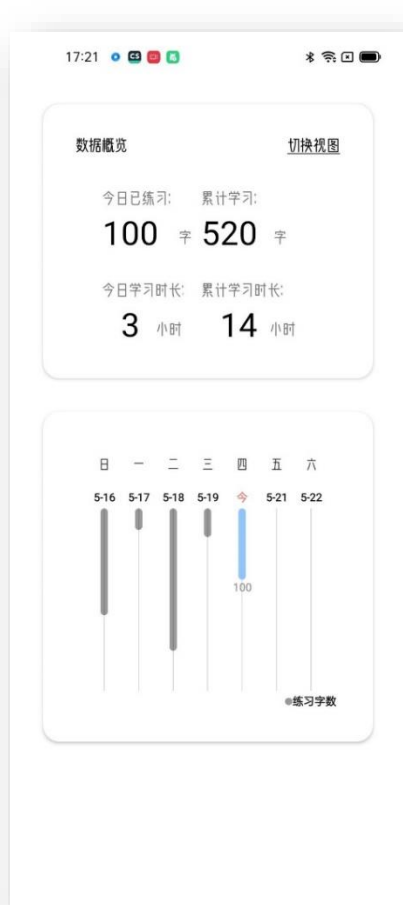 17:21
数据概览 切换视图
今日已练习: 累计学习:
100 字 520 字
今日学习时长: 累计学习时长:
3 小时 14 小时
日 一 二 三 四 五 六
5-16 5-17 5-18 5-19 今 5-21 5-22
100
练习字数